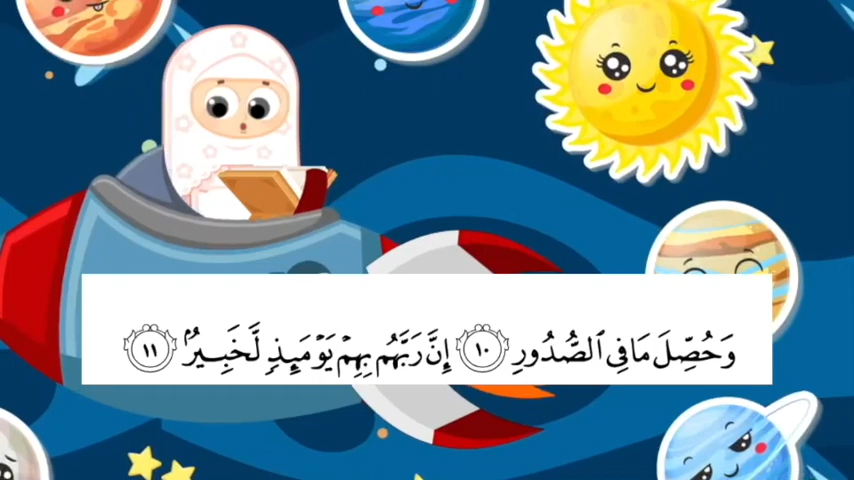 وَحُصِّلَ مَا فِي ٱلصُّدُورِ ١٠ إِنَّ رَبَّهُم بِهِمۡ يَوۡمَئِذٖ لَّخَبِيرُۢ ١١